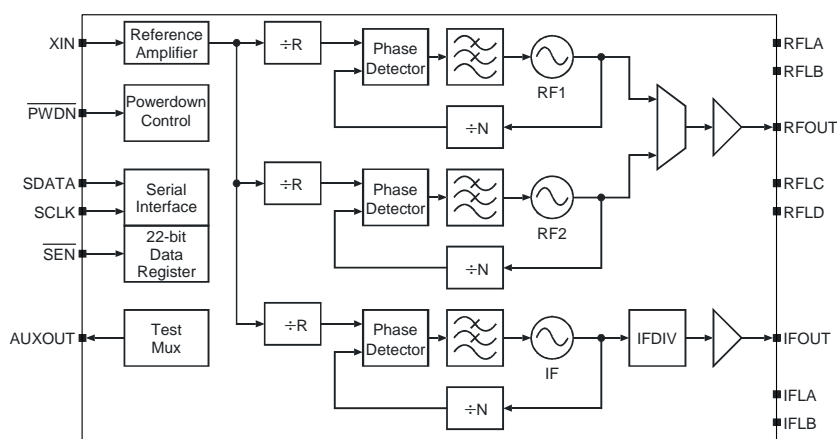 XIN
Reference
Amplifier
÷R
Phase
Detector
RF1
÷N
RFLA
RFLB
PWDN
Powerdown
Control
RFOUT
SDATA
SCLK
Serial
Interface
SEN
22-bit
Data
Register
÷R
Phase
Detector
RF2
÷N
RFLC
RFLD
AUXOUT
Test
Mux
÷R
Phase
Detector
IF
÷N
IFDIV
IFOUT
IFLA
IFLB